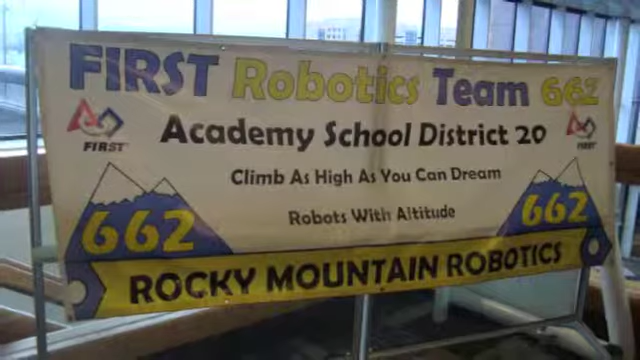 FIRST Robotics Team 662
FIRST
Academy School District 20
FIRST
Climb As High As You Can Dream
Robots With Altitude
662
662
ROCKY MOUNTAIN ROBOTICS